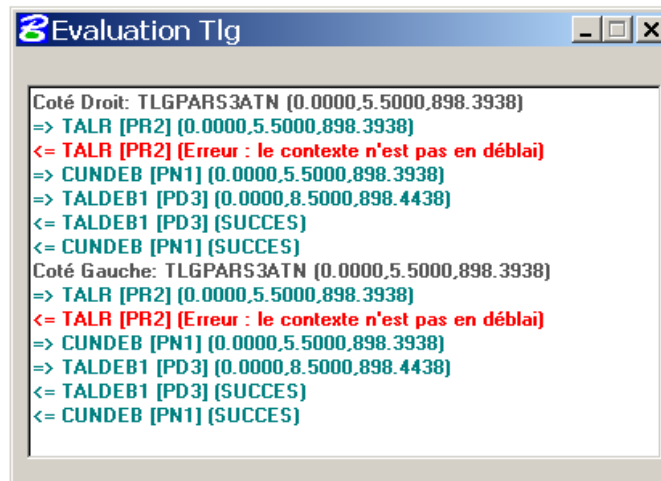 Evaluation Tlg
Coté Droit: TLGPARS3ATN (0.0000,5.5000,898.3938)
=> TALR [PR2] (0.0000,5.5000,898.3938)
<= TALR [PR2] (Erreur : le contexte n'est pas en déblai)
=> CUNDEB [PN1] (0.0000,5.5000,898.3938)
=> TALDEB1 [PD3] (0.0000,8.5000,898.4438)
<= TALDEB1 [PD3] (SUCCES)
<= CUNDEB [PN1] (SUCCES)
Coté Gauche: TLGPARS3ATN (0.0000,5.5000,898.3938)
=> TALR [PR2] (0.0000,5.5000,898.3938)
<= TALR [PR2] (Erreur : le contexte n'est pas en déblai)
=> CUNDEB [PN1] (0.0000,5.5000,898.3938)
=> TALDEB1 [PD3] (0.0000,8.5000,898.4438)
<= TALDEB1 [PD3] (SUCCES)
<= CUNDEB [PN1] (SUCCES)